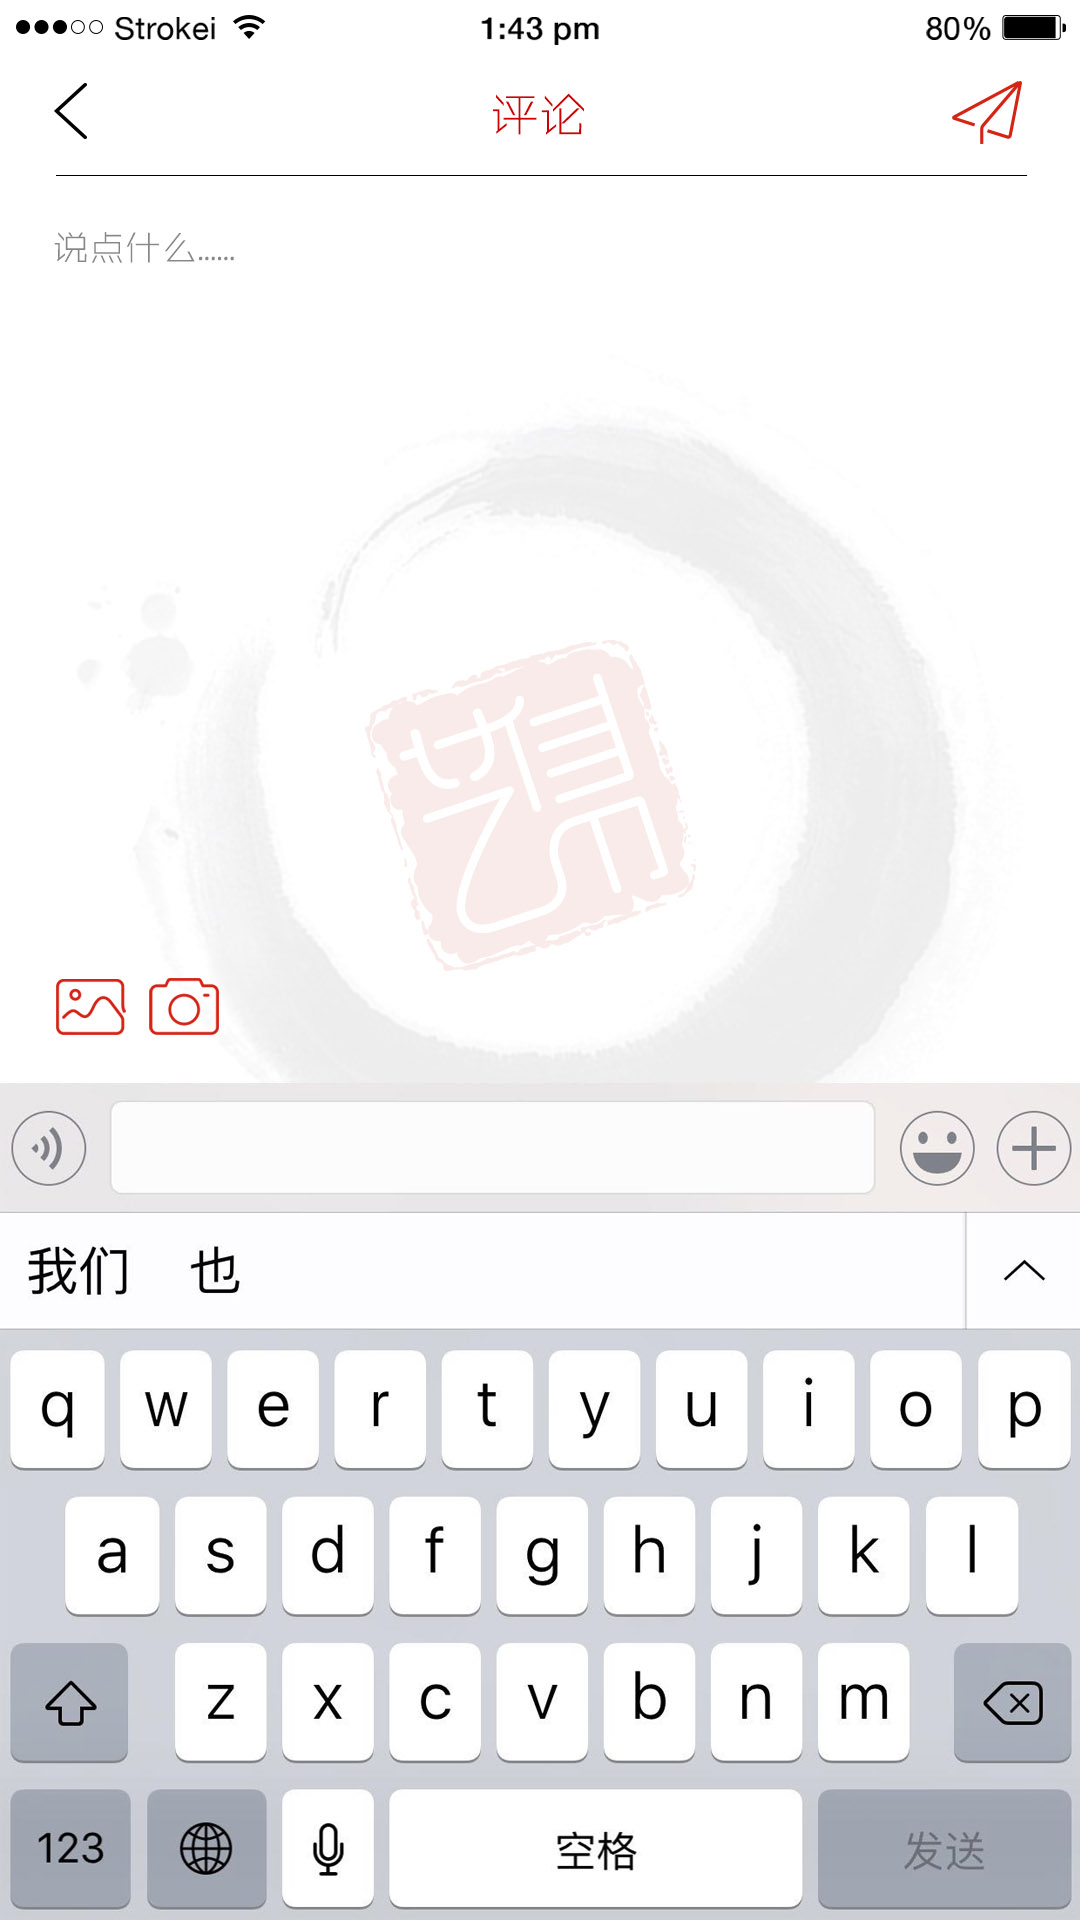 Strokei 1:43 pm 80%
评论
说点什么......
我们 也
q w e r t y u i o p
a s d f g h j k l
z x c v b n m
123 空格 发送